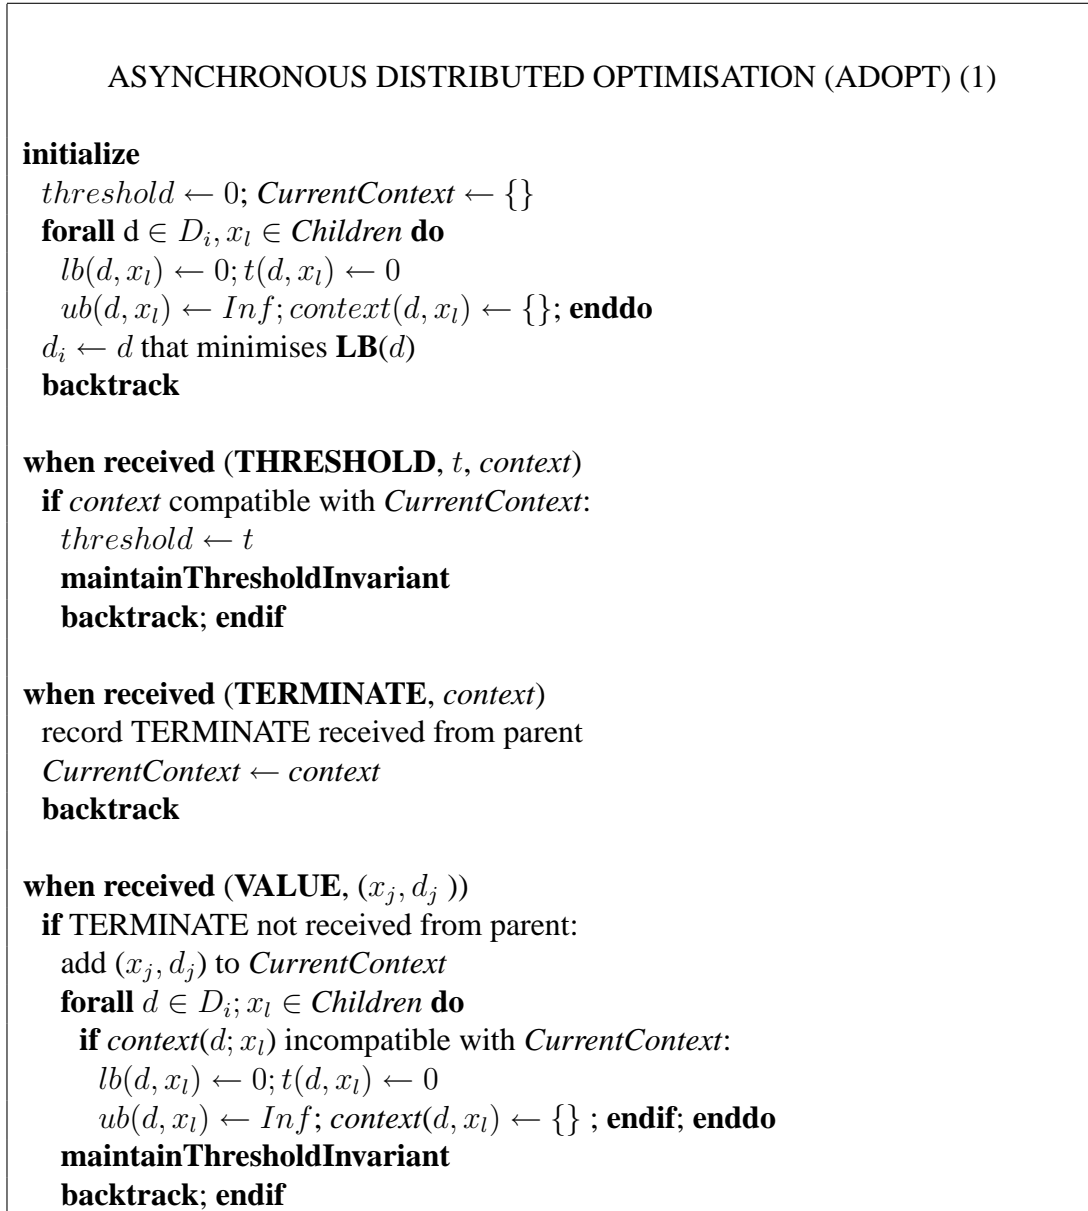 ASYNCHRONOUS DISTRIBUTED OPTIMISATION (ADOPT) (1)
initialize
threshold ← 0; CurrentContext ← {}
forall d ∈ D_i, x_l ∈ Children do
lb(d, x_l) ← 0; t(d, x_l) ← 0
ub(d, x_l) ← Inf; context(d, x_l) ← {}; enddo
d_i ← d that minimises LB(d)
backtrack
when received (THRESHOLD, t, context)
if context compatible with CurrentContext:
threshold ← t
maintainThresholdInvariant
backtrack; endif
when received (TERMINATE, context)
record TERMINATE received from parent
CurrentContext ← context
backtrack
when received (VALUE, (x_j, d_j ))
if TERMINATE not received from parent:
add (x_j, d_j) to CurrentContext
forall d ∈ D_i; x_l ∈ Children do
if context(d; x_l) incompatible with CurrentContext:
lb(d, x_l) ← 0; t(d, x_l) ← 0
ub(d, x_l) ← Inf; context(d, x_l) ← {} ; endif; enddo
maintainThresholdInvariant
backtrack; endif